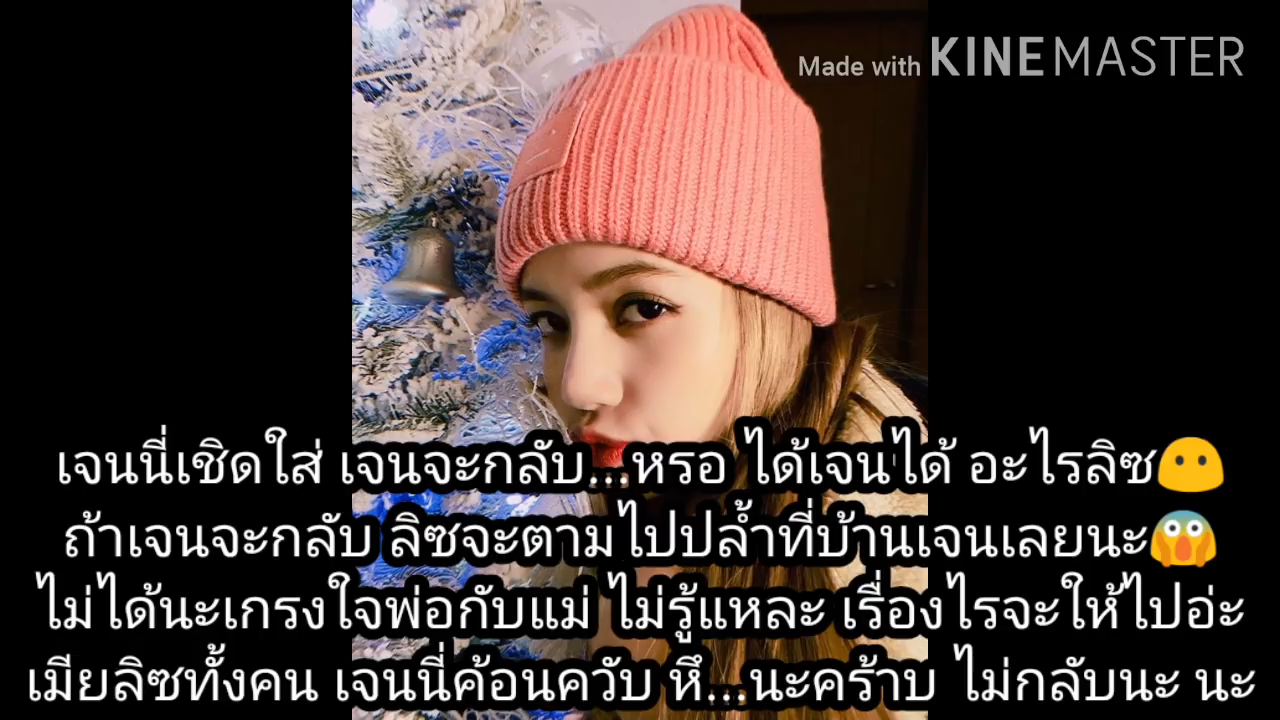 Made with KINEMASTER
เจนนี่เชิดใส่ เจนจะกลับ...หรอ ได้เจนได้ อะไรลิซ😶
ถ้าเจนจะกลับ ลิซจะตามไปปล้ำที่บ้านเจนเลยนะ😱
ไม่ได้นะเกรงใจพ่อกับแม่ ไม่รู้แหละ เรื่องไรจะให้ไปอ่ะ
เมียลิซทั้งคน เจนนี่ค้อนควับ หึ...นะคร้าบ ไม่กลับนะ นะ